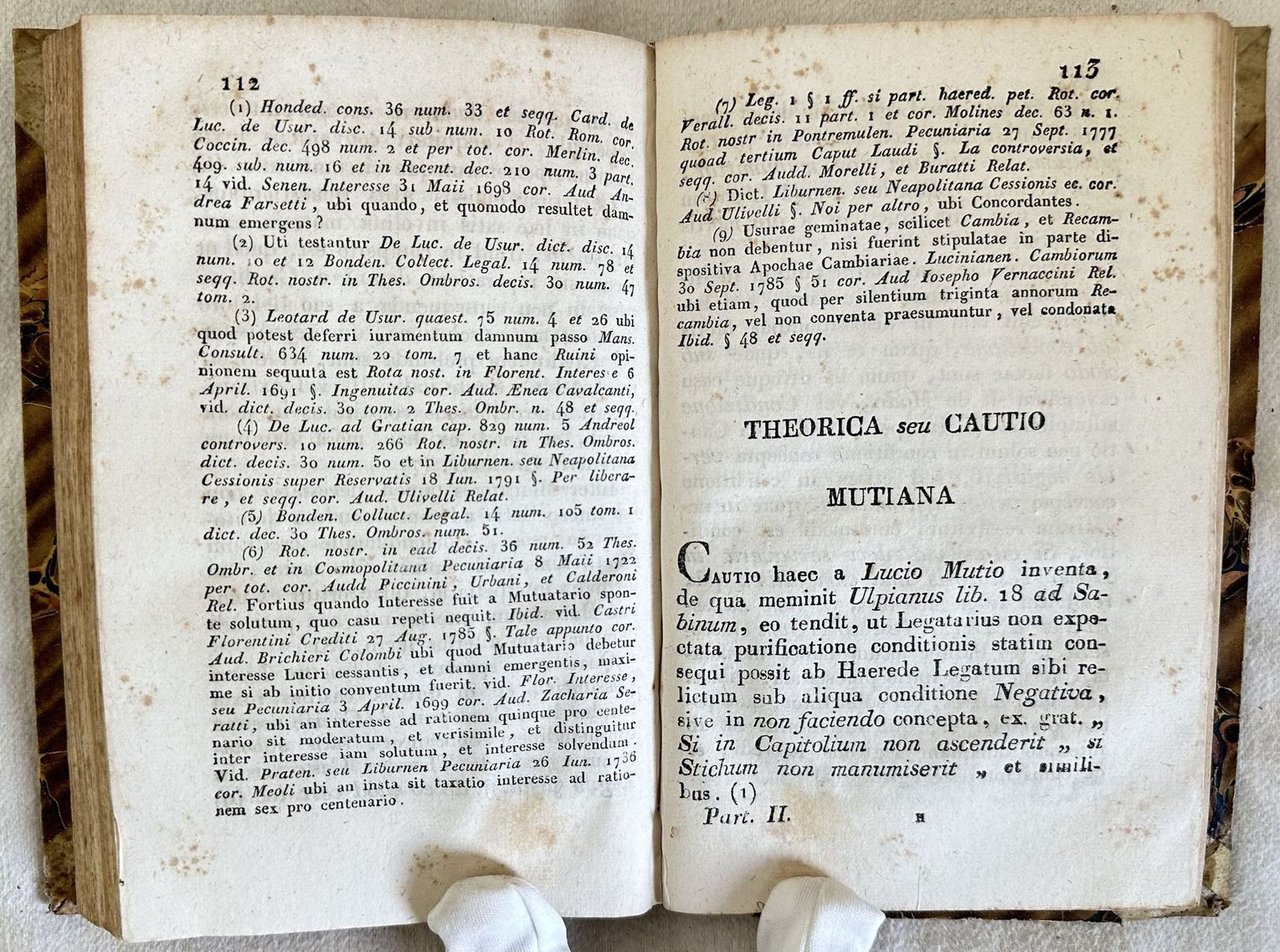 112
(1) Honded. cons. 36 num. 33 et seqq. Card. de
Luc. de Usur. disc. 14 sub num. 10 Rot. Rom. cor.
Coccin. dec. 498 num. 2 et per tot. cor. Merlin. dec.
409. sub. num. 16 et in Recent. dec. 210 num. 3 part.
14 vid. Senen. Interesse 31 Maii 1698 cor. Aud An-
drea Farsetti, ubi quando, et quomodo resultet dam-
num emergens?
(2) Uti testantur De Luc. de Usur. dict. disc. 14
num. 10 et 12 Bonden. Collect. Legal. 14 num. 78 et
seqq. Rot. nostr. in Thes. Ombros. decis. 30 num. 47
tom. 2.
(3) Leotard de Usur. quaest. 75 num. 4 et 26 ubi
quod potest deferri iuramentum damnum passo Mans.
Consult. 634 num. 20 tom. 7 et hanc Ruini opi-
nionem sequuta est Rota nost. in Florent. Interes e 6
April. 1691 §. Ingenuitas cor. Aud. Ænea Cavalcanti,
vid. dict. decis. 30 tom. 2 Thes. Ombr. n. 48 et seqq.
(4) De Luc. ad Gratian cap. 829 num. 5 Andreol
controvers. 10 num. 266 Rot. nostr. in Thes. Ombros.
dict. decis. 30 num. 50 et in Liburnen. seu Neapolitana
Cessionis super Reservatis 18 Iun. 1791 §. Per libera-
re, et seqq. cor. Aud. Ulivelli Relat.
(5) Bonden. Colluct. Legal. 14 num. 105 tom. 1
dict. dec. 30 Thes. Ombros. num. 51.
(6) Rot. nostr. in ead decis. 36 num. 52 Thes.
Ombr. et in Cosmopolitana Pecuniaria 8 Maii 1722
per tot. cor. Audd Piccinini, Urbani, et Calderoni
Rel. Fortius quando Interesse fuit a Mutuatario spon-
te solutum, quo casu repeti nequit. Ibid. vid. Castri
Florentini Crediti 27 Aug. 1785 §. Tale appunto cor.
Aud. Brichieri Colombi ubi quod Mutuatario debetur
interesse Lucri cessantis, et damni emergentis, maxi-
me si ab initio conventum fuerit. vid. Flor. Interesse,
seu Pecuniaria 3 April. 1699 cor. Aud. Zacharia Se-
ratti, ubi an interesse ad rationem quinque pro cente-
nario sit moderatum, et verisimile, et distinguitur
inter interesse iam solutum, et interesse solvendum.
Vid. Praten. seu Liburnen Pecuniaria 26 Iun. 1736
cor. Meoli ubi an insta sit taxatio interesse ad ratio-
nem sex pro centenario.
113
(7) Leg. 1 § 1 ff. si part. haered. pet. Rot. cor.
Verall. decis. 11 part. 1 et cor. Molines dec. 63 n. 1.
Rot. nostr in Pontremulen. Pecuniaria 27 Sept. 1777
quoad tertium Caput Laudi §. La controversia, et
seqq. cor. Audd. Morelli, et Buratti Relat.
(8) Dict. Liburnen. seu Neapolitana Cessionis ec. cor.
Aud Ulivelli §. Noi per altro, ubi Concordantes.
(9) Usurae geminatae, scilicet Cambia, et Recam-
bia non debentur, nisi fuerint stipulatae in parte di-
spositiva Apochae Cambiariae. Lucinianen. Cambiorum
30 Sept. 1785 § 51 cor. Aud Iosepho Vernaccini Rel.
ubi etiam, quod per silentium triginta annorum Re-
cambia, vel non conventa praesumuntur, vel condonata
Ibid. § 48 et seqq.
THEORICA seu CAUTIO
MUTIANA
CAUTIO haec a Lucio Mutio inventa,
de qua meminit Ulpianus lib. 18 ad Sa-
binum, eo tendit, ut Legatarius non expe-
ctata purificatione conditionis statim con-
sequi possit ab Haerede Legatum sibi re-
lictum sub aliqua conditione Negativa,
sive in non faciendo concepta, ex. grat. „
Si in Capitolium non ascenderit „ si
Stichum non manumiserit „ et simili-
bus. (1)
Part. II. H